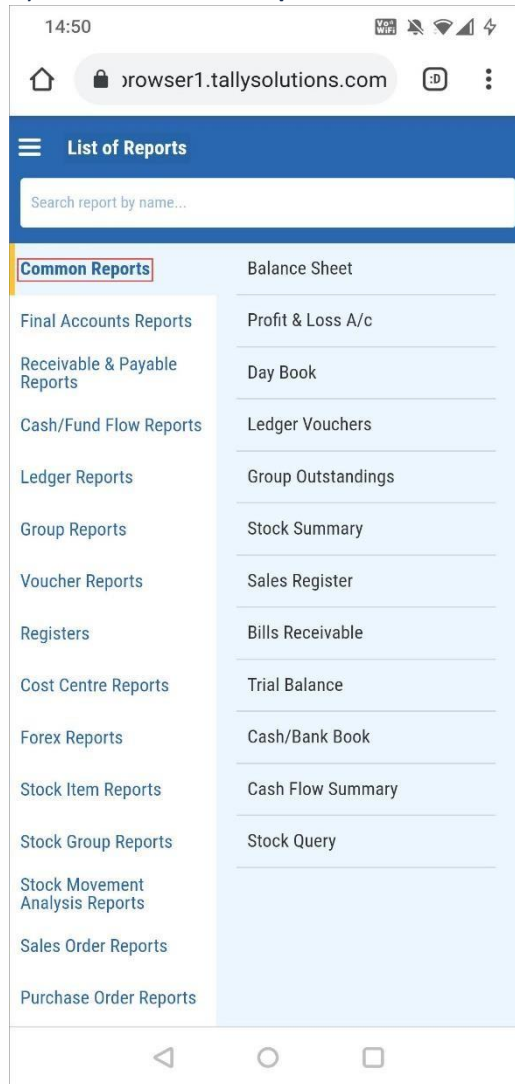 14:50
Vo))
WiFi
browser1.tallysolutions.com
:D
List of Reports
Search report by name...
Common Reports
Final Accounts Reports
Receivable & Payable
Reports
Cash/Fund Flow Reports
Ledger Reports
Group Reports
Voucher Reports
Registers
Cost Centre Reports
Forex Reports
Stock Item Reports
Stock Group Reports
Stock Movement
Analysis Reports
Sales Order Reports
Purchase Order Reports
Balance Sheet
Profit & Loss A/c
Day Book
Ledger Vouchers
Group Outstandings
Stock Summary
Sales Register
Bills Receivable
Trial Balance
Cash/Bank Book
Cash Flow Summary
Stock Query